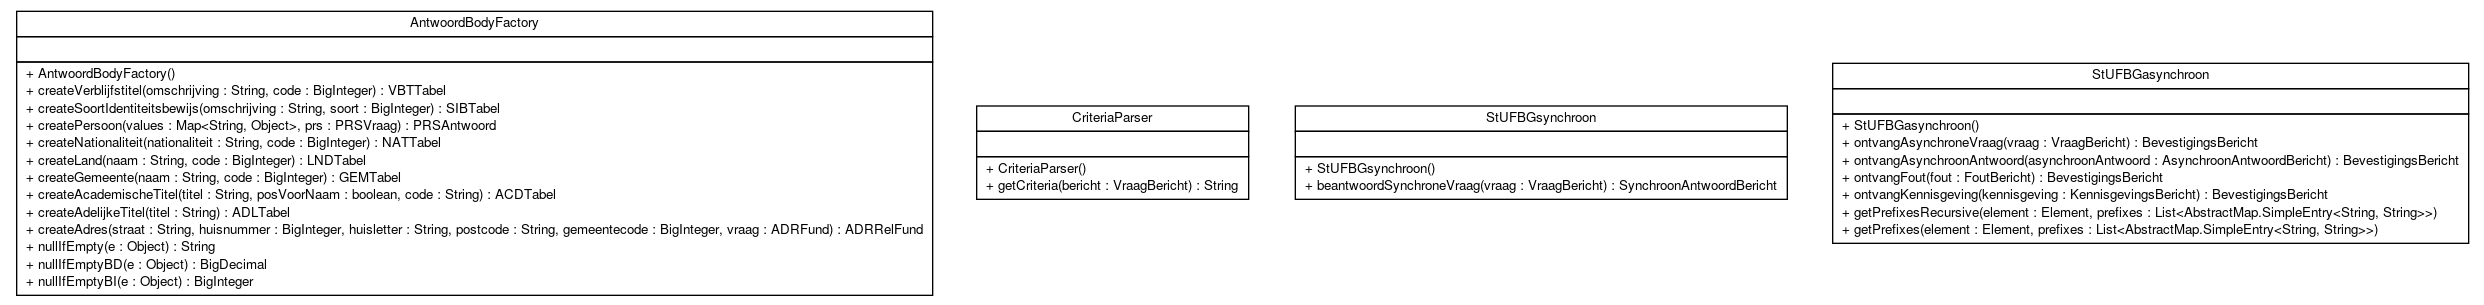 AntwoordBodyFactory
+ AntwoordBodyFactory()
+ createVerblijfstitel(omschrijving : String, code : BigInteger) : VBTTabel
+ createSoortIdentiteitsbewijs(omschrijving : String, soort : BigInteger) : SIBTabel
+ createPersoon(values : Map<String, Object>, prs : PRSVraag) : PRSAntwoord
+ createNationaliteit(nationaliteit : String, code : BigInteger) : NATTabel
+ createLand(naam : String, code : BigInteger) : LNDTabel
+ createGemeente(naam : String, code : BigInteger) : GEMTabel
+ createAcademischeTitel(titel : String, posVoorNaam : boolean, code : String) : ACDTabel
+ createAdelijkeTitel(titel : String) : ADLTabel
+ createAdres(straat : String, huisnummer : BigInteger, huisletter : String, postcode : String, gemeentecode : BigInteger, vraag : ADRFund) : ADRRelFund
+ nullIfEmpty(e : Object) : String
+ nullIfEmptyBD(e : Object) : BigDecimal
+ nullIfEmptyBI(e : Object) : BigInteger
CriteriaParser
+ CriteriaParser()
+ getCriteria(bericht : VraagBericht) : String
StUFBGsynchroon
+ StUFBGsynchroon()
+ beantwoordSynchroneVraag(vraag : VraagBericht) : SynchroonAntwoordBericht
StUFBGasynchroon
+ StUFBGasynchroon()
+ ontvangAsynchroneVraag(vraag : VraagBericht) : BevestigingsBericht
+ ontvangAsynchroonAntwoord(asynchroonAntwoord : AsynchroonAntwoordBericht) : BevestigingsBericht
+ ontvangFout(fout : FoutBericht) : BevestigingsBericht
+ ontvangKennisgeving(kennisgeving : KennisgevingsBericht) : BevestigingsBericht
+ getPrefixesRecursive(element : Element, prefixes : List<AbstractMap.SimpleEntry<String, String>>)
+ getPrefixes(element : Element, prefixes : List<AbstractMap.SimpleEntry<String, String>>)